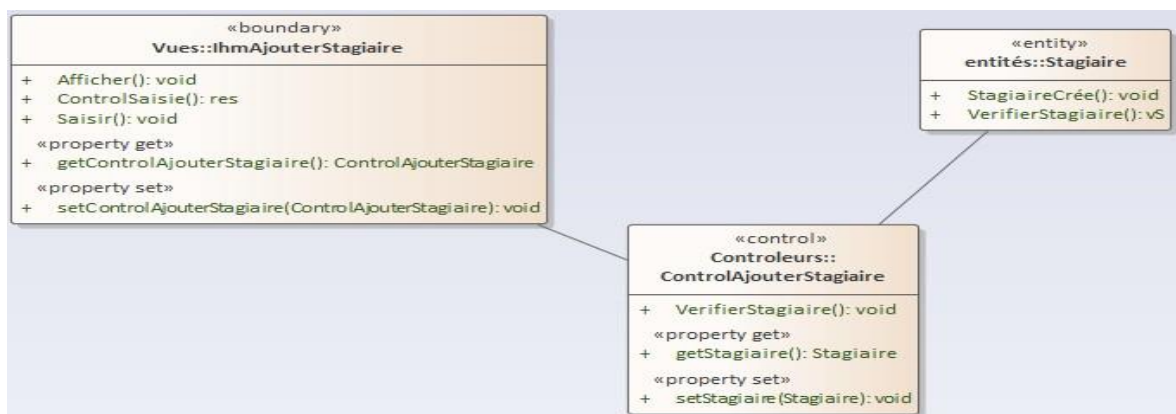 «boundary»
Vues::IhmAjouterStagiaire
+ Afficher(): void
+ ControlSaisie(): res
+ Saisir(): void
«property get»
+ getControlAjouterStagiaire(): ControlAjouterStagiaire
«property set»
+ setControlAjouterStagiaire(ControlAjouterStagiaire): void
«entity»
entités::Stagiaire
+ StagiaireCrée(): void
+ VerifierStagiaire(): vS
«control»
Controleurs::
ControlAjouterStagiaire
+ VerifierStagiaire(): void
«property get»
+ getStagiaire(): Stagiaire
«property set»
+ setStagiaire(Stagiaire): void